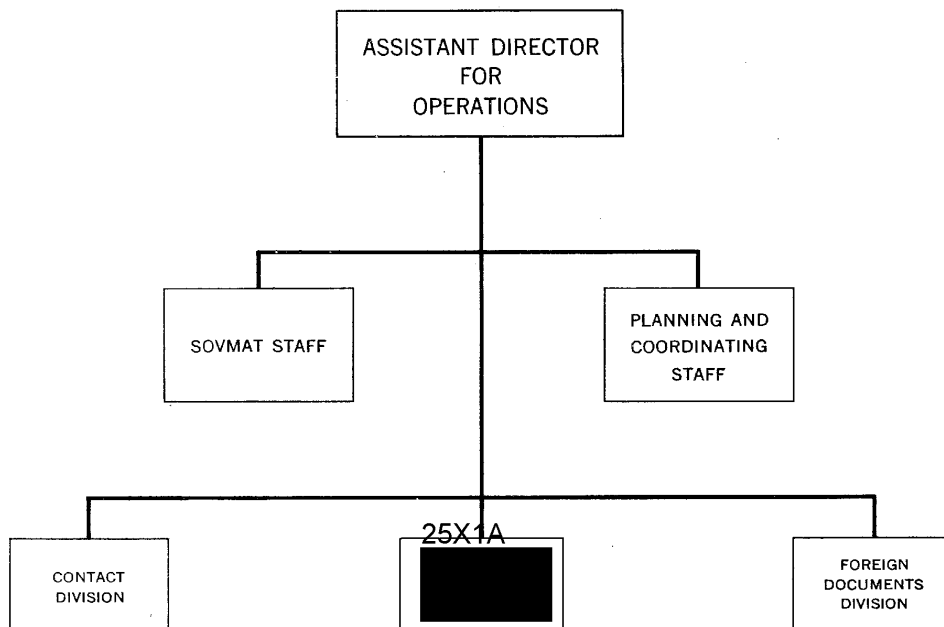 ASSISTANT DIRECTOR
FOR
OPERATIONS
SOVMAT STAFF
PLANNING AND
COORDINATING
STAFF
CONTACT
DIVISION
25X1A
FOREIGN
DOCUMENTS
DIVISION